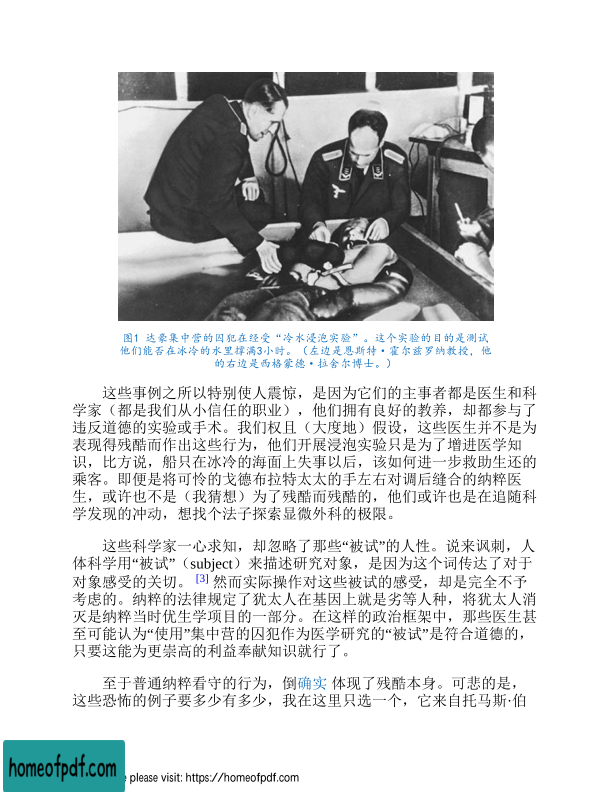 图1 达豪集中营的囚犯在经受“冷水浸泡实验”。这个实验的目的是测试
他们能否在冰冷的水里撑满3小时。（左边是恩斯特·霍尔兹罗纳教授，他
的右边是西格蒙德·拉舍尔博士。）
这些事例之所以特别使人震惊，是因为它们的主事者都是医生和科
学家（都是我们从小信任的职业），他们拥有良好的教养，却都参与了
违反道德的实验或手术。我们权且（大度地）假设，这些医生并不是为
表现得残酷而作出这些行为，他们开展浸泡实验只是为了增进医学知
识，比方说，船只在冰冷的海面上失事以后，该如何进一步救助生还的
乘客。即便是将可怜的戈德布拉特太太的手左右对调后缝合的纳粹医
生，或许也不是（我猜想）为了残酷而残酷的，他们或许也是在追随科
学发现的冲动，想找个法子探索显微外科的极限。
这些科学家一心求知，却忽略了那些“被试”的人性。说来讽刺，人
体科学用“被试”（subject）来描述研究对象，是因为这个词传达了对于
对象感受的关切。 [3] 然而实际操作对这些被试的感受，却是完全不予
考虑的。纳粹的法律规定了犹太人在基因上就是劣等人种，将犹太人消
灭是纳粹当时优生学项目的一部分。在这样的政治框架中，那些医生甚
至可能认为“使用”集中营的囚犯作为医学研究的“被试”是符合道德的，
只要这能为更崇高的利益奉献知识就行了。
至于普通纳粹看守的行为，倒确实 体现了残酷本身。可悲的是，
这些恐怖的例子要多少有多少，我在这里只选一个，它来自托马斯·伯
homeofpdf.com
e please visit: https://homeofpdf.com